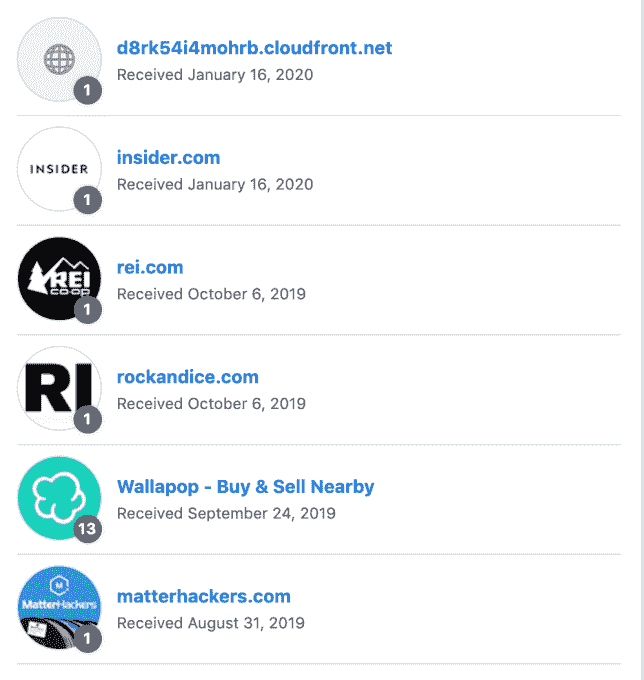 d8rk54i4mohrb.cloudfront.net
Received January 16, 2020
1
INSIDER
insider.com
Received January 16, 2020
1
REI
CO·OP
rei.com
Received October 6, 2019
1
RI
rockandice.com
Received October 6, 2019
1
Wallapop - Buy & Sell Nearby
Received September 24, 2019
13
M
MatterHackers
matterhackers.com
Received August 31, 2019
1